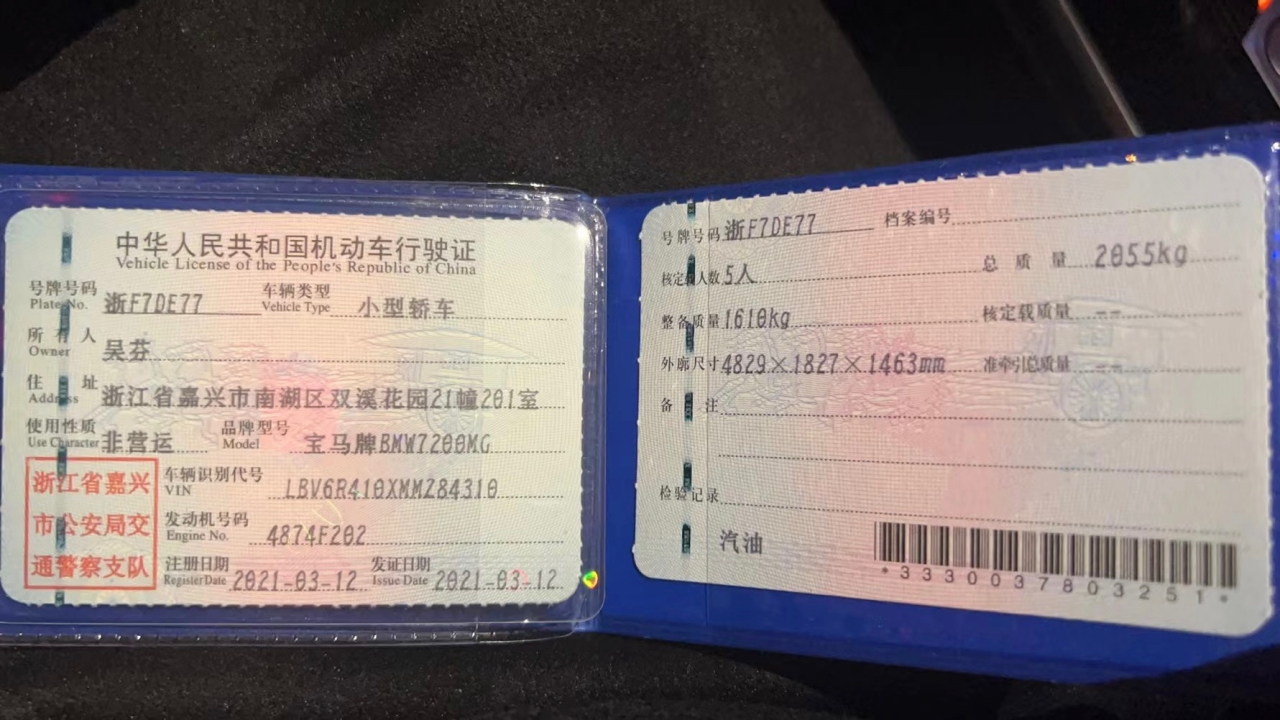 中华人民共和国机动车行驶证
Vehicle License of the People's Republic of China
号牌号码 浙F7DE77 车辆类型 小型轿车
Plate No. Vehicle Type
所有人 吴芬
Owner
住址 浙江省嘉兴市南湖区双溪花园21幢201室
Address
使用性质 非营运 品牌型号 宝马牌BMW7200MG
Use Character Model
浙江省嘉兴
市公安局交
通警察支队
车辆识别代号 LBV6R410XMMZ84310
VIN
发动机号码 4874F202
Engine No.
注册日期 2021-03-12 发证日期 2021-03-12
Register Date Issue Date
号牌号码 浙F7DE77 档案编号
核定载人数 5人 总质量 2055kg
整备质量 1610kg 核定载质量 --
外廓尺寸 4829×1827×1463mm 准牵引总质量 --
备注
检验记录
汽油
*3330037803251*